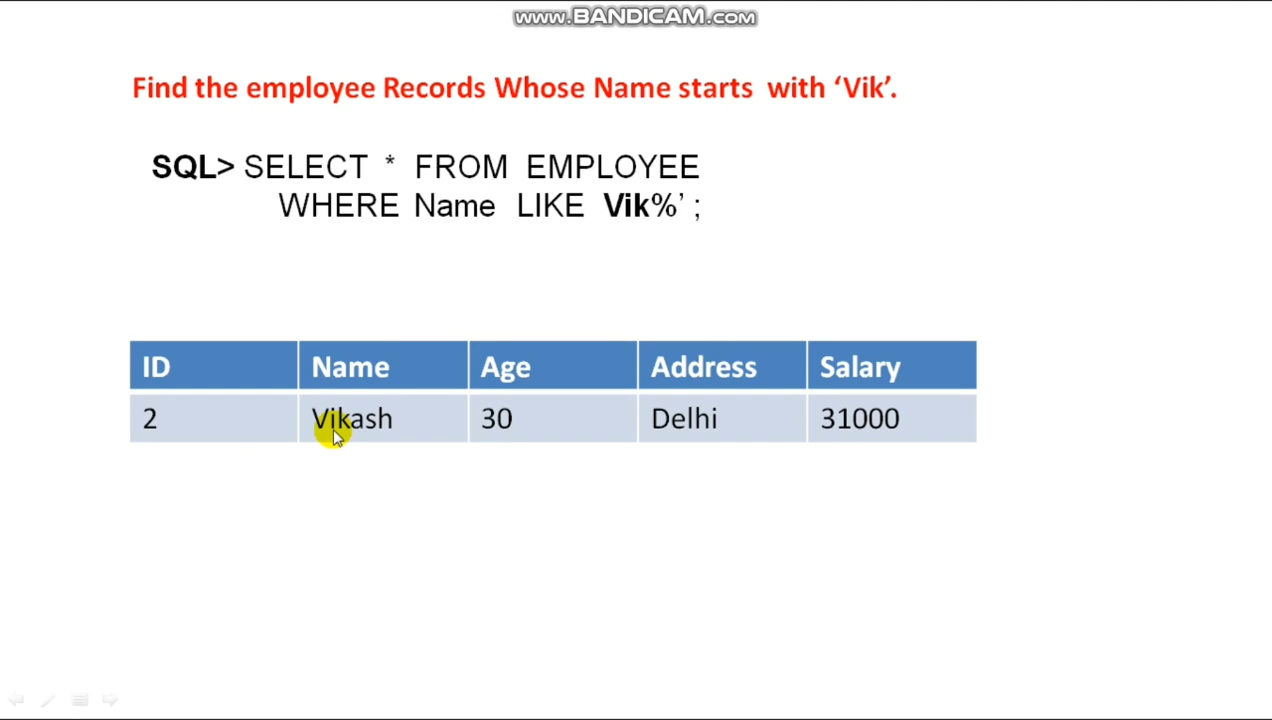 www.BANDICAM.com
Find the employee Records Whose Name starts with ‘Vik’.
SQL> SELECT * FROM EMPLOYEE
WHERE Name LIKE Vik%’ ;
ID Name Age Address Salary
2 Vikash 30 Delhi 31000